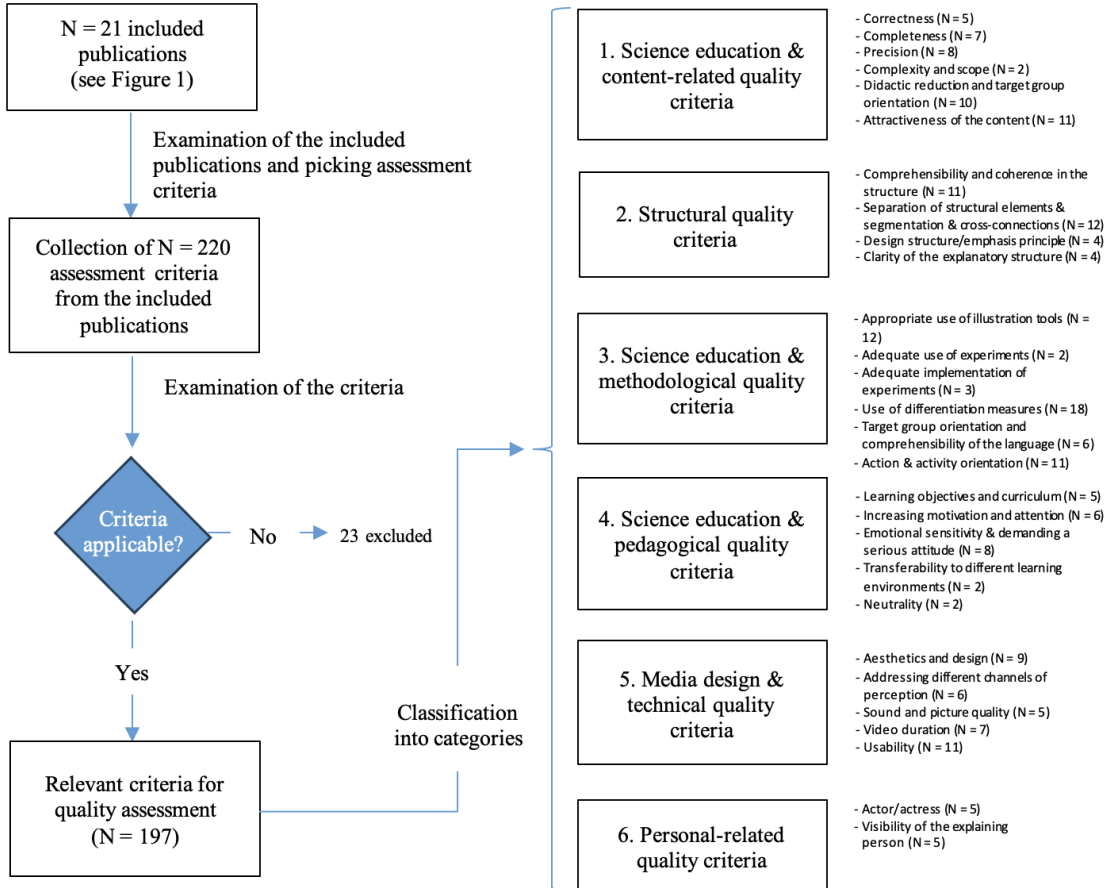 N = 21 included
publications
(see Figure 1)
Examination of the included
publications and picking assessment
criteria
Collection of N = 220
assessment criteria
from the included
publications
Examination of the criteria
Criteria
applicable?
No
23 excluded
Yes
Relevant criteria for
quality assessment
(N = 197)
Classification
into categories
1. Science education &
content-related quality
criteria
- Correctness (N = 5)
- Completeness (N = 7)
- Precision (N = 8)
- Complexity and scope (N = 2)
- Didactic reduction and target group
orientation (N = 10)
- Attractiveness of the content (N = 11)
2. Structural quality
criteria
- Comprehensibility and coherence in the
structure (N = 11)
- Separation of structural elements &
segmentation & cross-connections (N = 12)
- Design structure/emphasis principle (N = 4)
- Clarity of the explanatory structure (N = 4)
3. Science education &
methodological quality
criteria
- Appropriate use of illustration tools (N =
12)
- Adequate use of experiments (N = 2)
- Adequate implementation of
experiments (N = 3)
- Use of differentiation measures (N = 18)
- Target group orientation and
comprehensibility of the language (N = 6)
- Action & activity orientation (N = 11)
4. Science education &
pedagogical quality
criteria
- Learning objectives and curriculum (N = 5)
- Increasing motivation and attention (N = 6)
- Emotional sensitivity & demanding a
serious attitude (N = 8)
- Transferability to different learning
environments (N = 2)
- Neutrality (N = 2)
5. Media design &
technical quality
criteria
- Aesthetics and design (N = 9)
- Addressing different channels of
perception (N = 6)
- Sound and picture quality (N = 5)
- Video duration (N = 7)
- Usability (N = 11)
6. Personal-related
quality criteria
- Actor/actress (N = 5)
- Visibility of the explaining
person (N = 5)